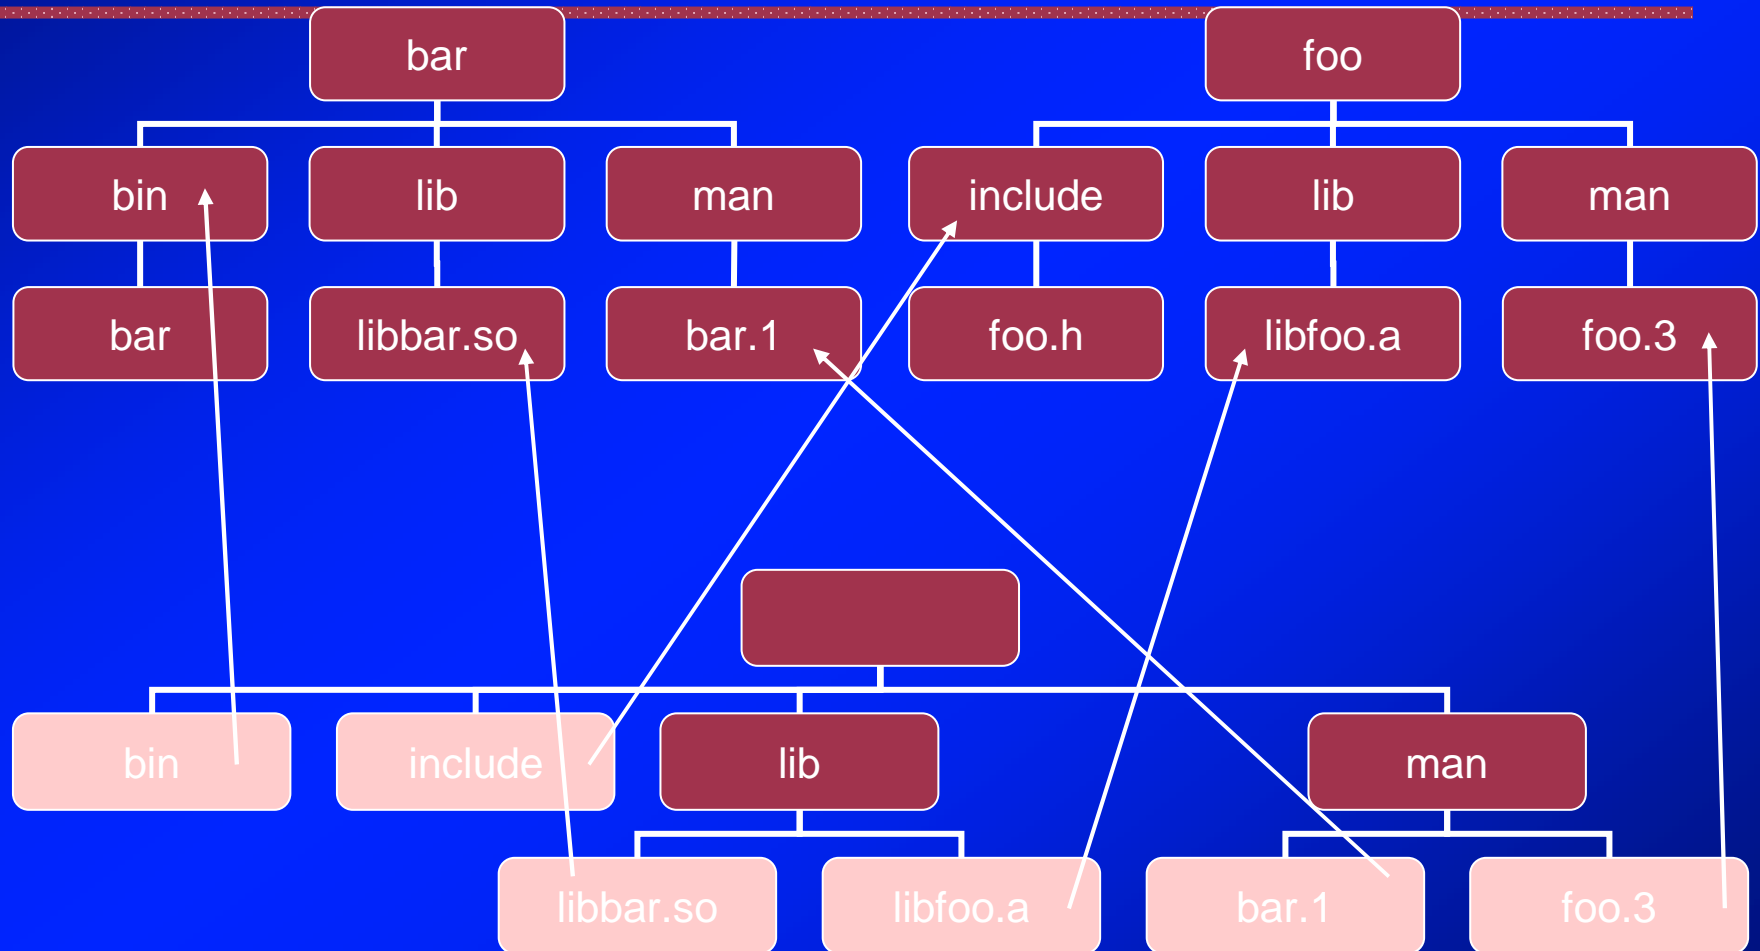 bar
foo
bin
lib
man
include
lib
man
bar
libbar.so
bar.1
foo.h
libfoo.a
foo.3
bin
include
lib
man
libbar.so
libfoo.a
bar.1
foo.3